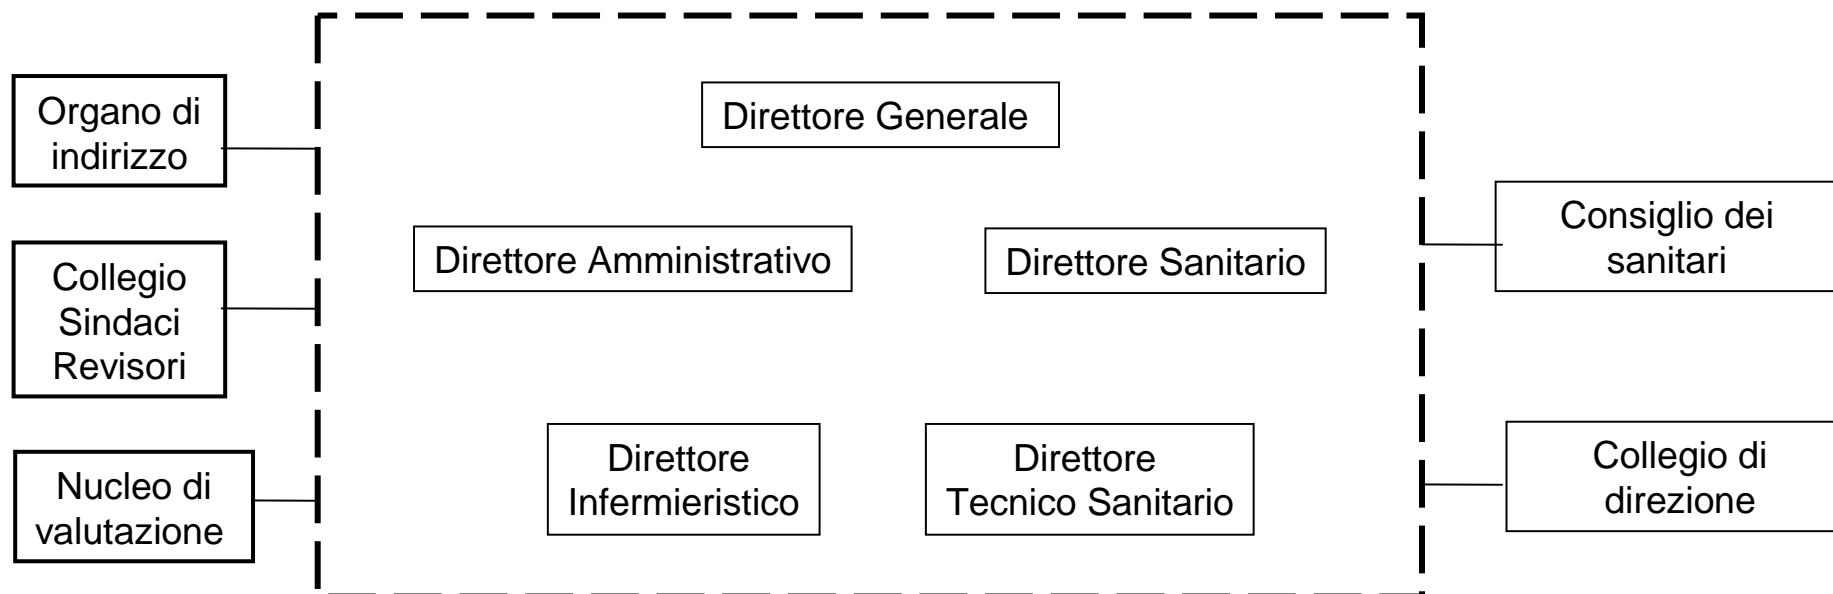 Organo di
indirizzo
Direttore Generale
Collegio
Sindaci
Revisori
Direttore Amministrativo
Direttore Sanitario
Consiglio dei
sanitari
Nucleo di
valutazione
Direttore
Infermieristico
Direttore
Tecnico Sanitario
Collegio di
direzione